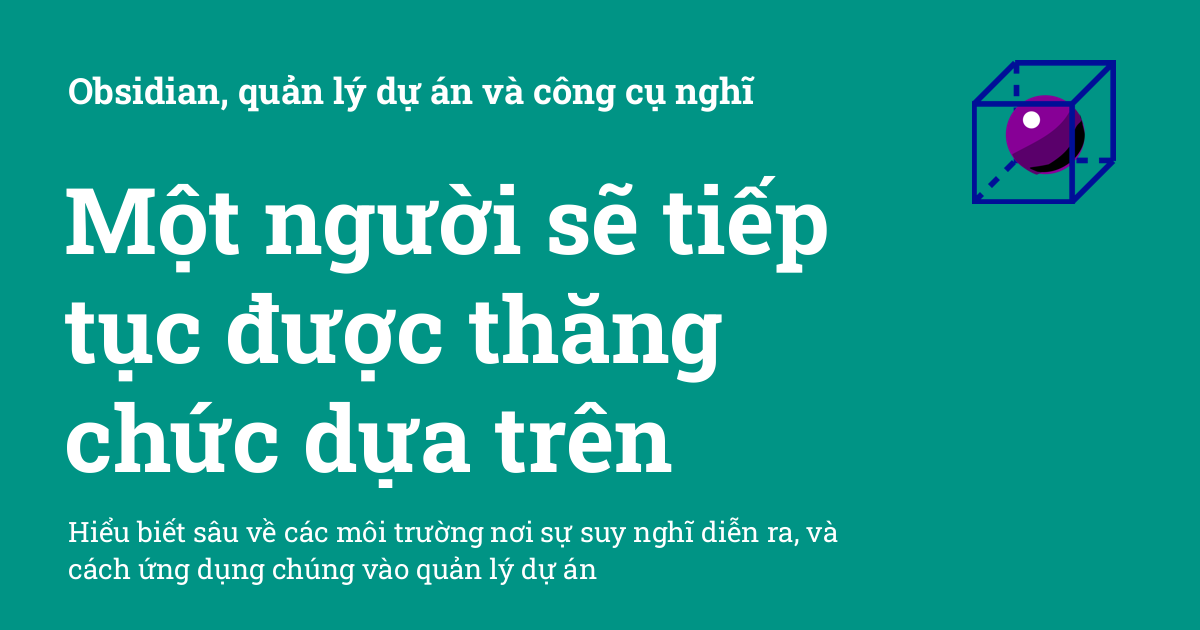 Obsidian, quản lý dự án và công cụ nghĩ
Một người sẽ tiếp
tục được thăng
chức dựa trên
Hiểu biết sâu về các môi trường nơi sự suy nghĩ diễn ra, và
cách ứng dụng chúng vào quản lý dự án